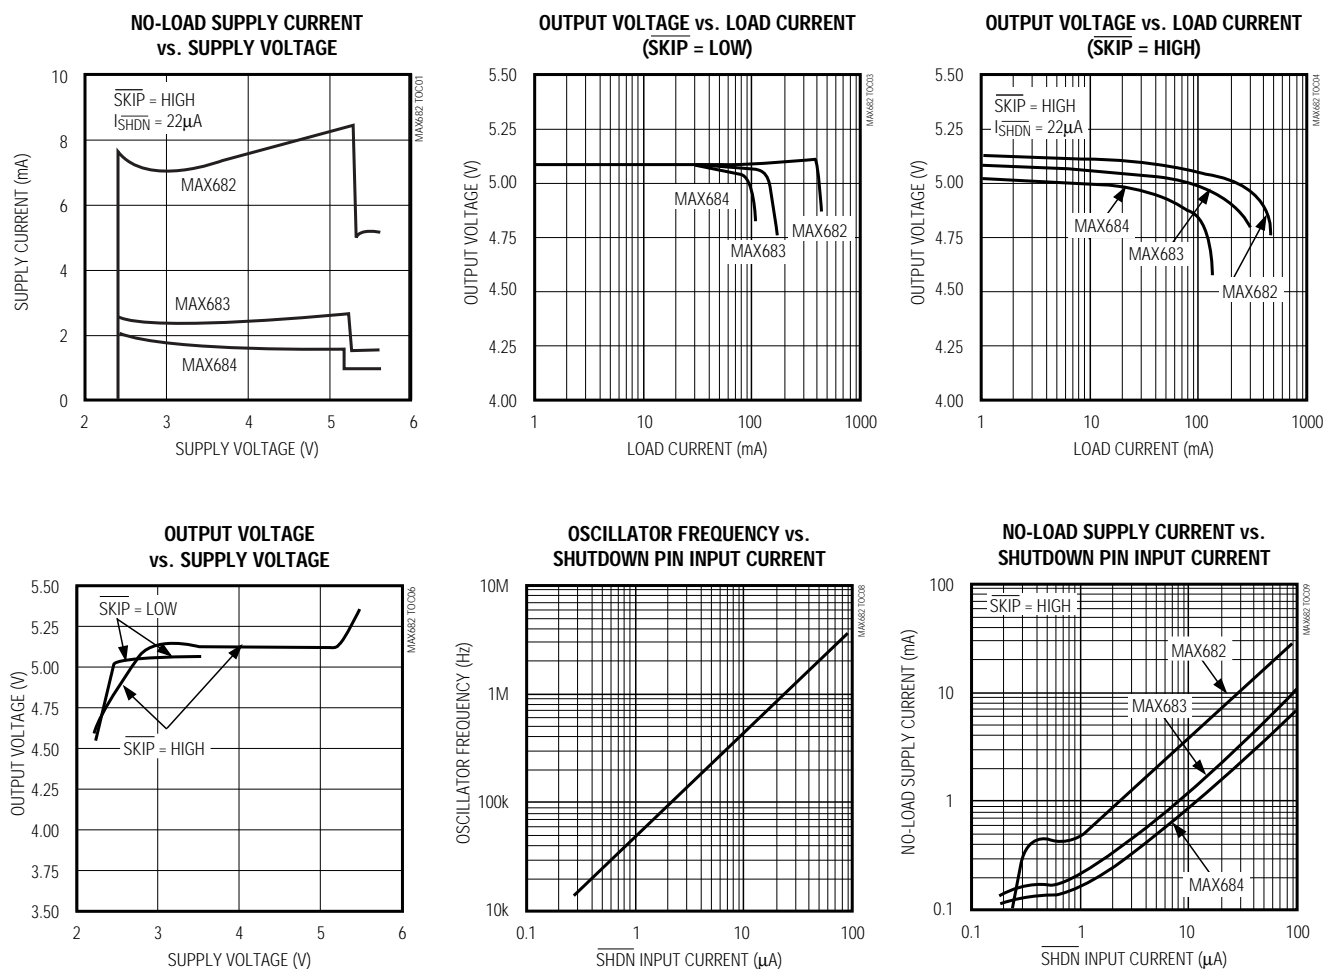 NO-LOAD SUPPLY CURRENT
vs. SUPPLY VOLTAGE
10
8
6
4
2
0
SUPPLY CURRENT (mA)
SKIP = HIGH
ISHDN = 22μA
MAX682
MAX683
MAX684
MAX682 TOC01
2
3
4
5
6
SUPPLY VOLTAGE (V)
OUTPUT VOLTAGE vs. LOAD CURRENT
(SKIP = LOW)
5.50
5.25
5.00
4.75
4.50
4.25
4.00
OUTPUT VOLTAGE (V)
MAX684
MAX683
MAX682
MAX682 TOC03
1
10
100
1000
LOAD CURRENT (mA)
OUTPUT VOLTAGE vs. LOAD CURRENT
(SKIP = HIGH)
5.50
5.25
5.00
4.75
4.50
4.25
4.00
OUTPUT VOLTAGE (V)
SKIP = HIGH
ISHDN = 22μA
MAX684
MAX683
MAX682
MAX682 TOC04
1
10
100
1000
LOAD CURRENT (mA)
OUTPUT VOLTAGE
vs. SUPPLY VOLTAGE
5.50
5.25
5.00
4.75
4.50
4.25
4.00
3.75
3.50
OUTPUT VOLTAGE (V)
SKIP = LOW
SKIP = HIGH
MAX682 TOC06
2
3
4
5
6
SUPPLY VOLTAGE (V)
OSCILLATOR FREQUENCY vs.
SHUTDOWN PIN INPUT CURRENT
10M
1M
100k
10k
OSCILLATOR FREQUENCY (Hz)
MAX682 TOC08
0.1
1
10
100
SHDN INPUT CURRENT (μA)
NO-LOAD SUPPLY CURRENT vs.
SHUTDOWN PIN INPUT CURRENT
100
10
1
0.1
NO-LOAD SUPPLY CURRENT (mA)
SKIP = HIGH
MAX682
MAX683
MAX684
MAX682 TOC09
0.1
1
10
100
SHDN INPUT CURRENT (μA)